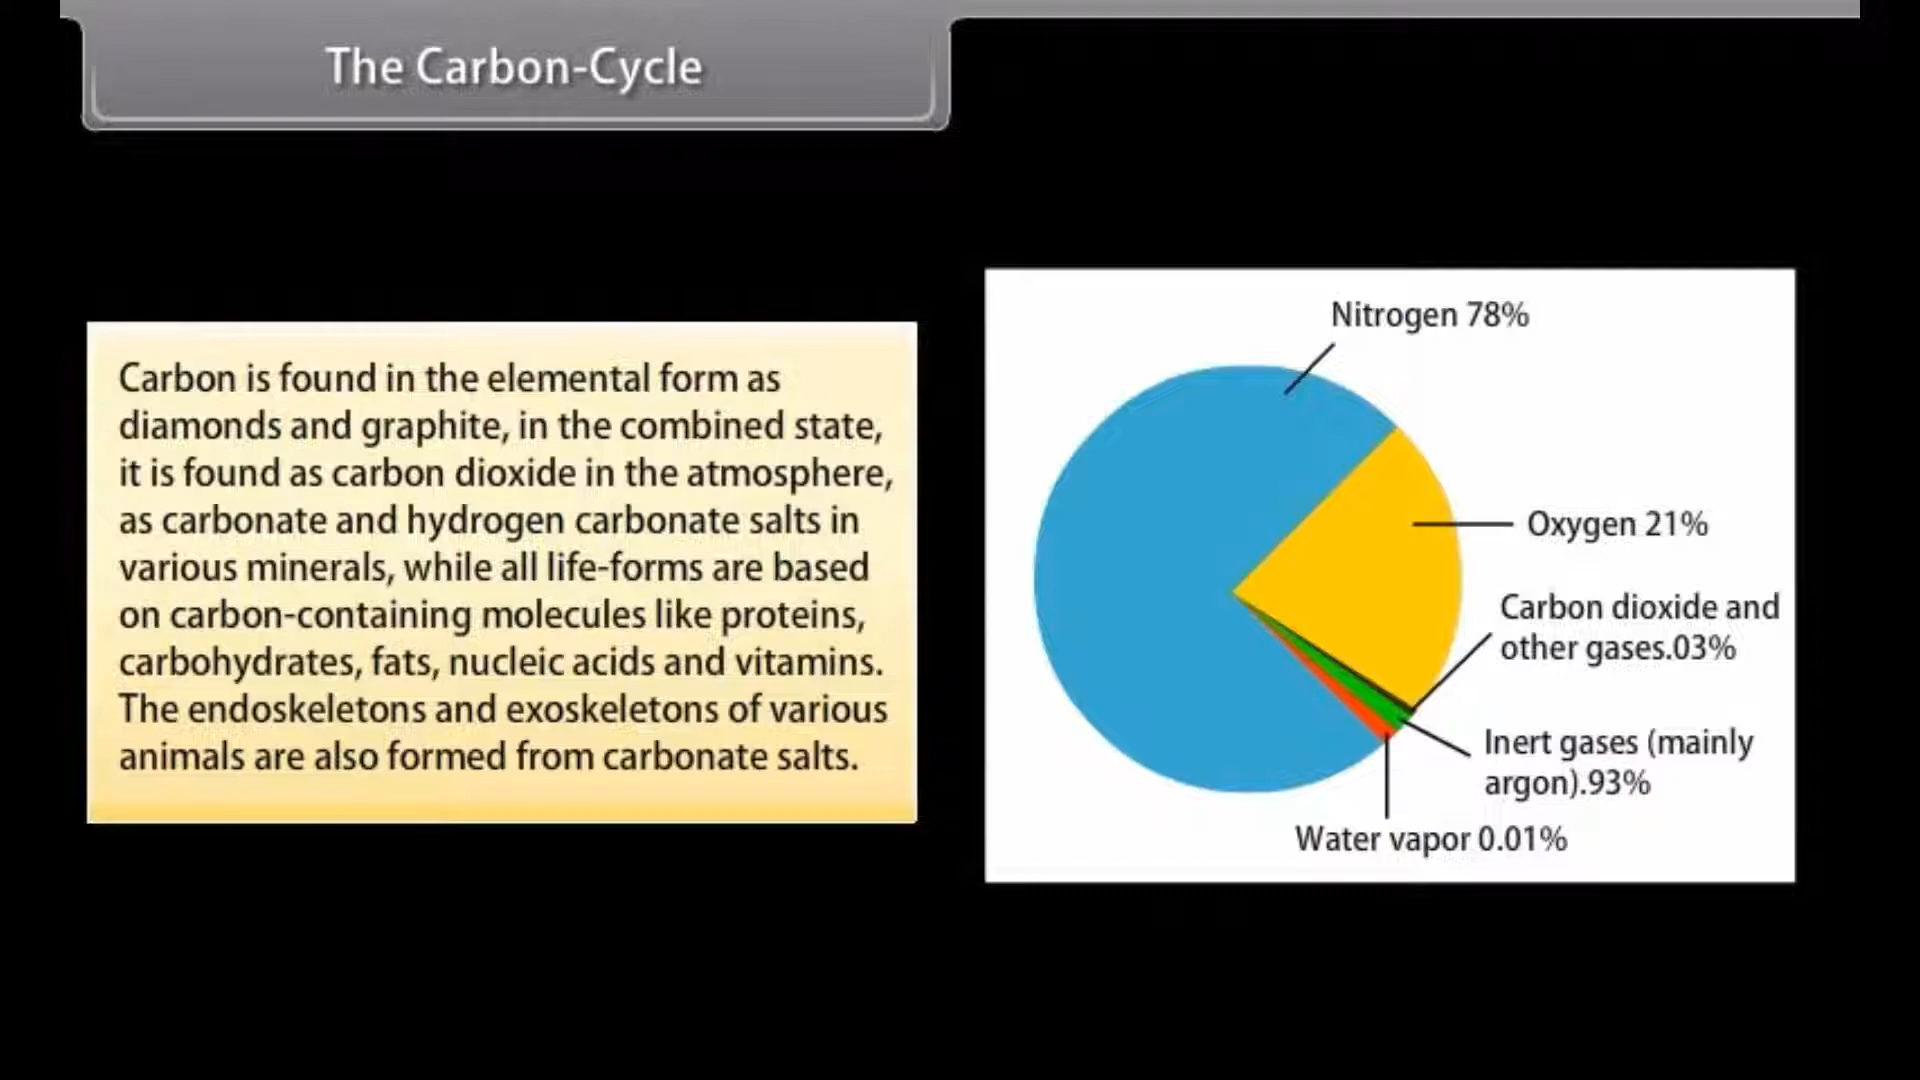 The Carbon-Cycle
Carbon is found in the elemental form as
diamonds and graphite, in the combined state,
it is found as carbon dioxide in the atmosphere,
as carbonate and hydrogen carbonate salts in
various minerals, while all life-forms are based
on carbon-containing molecules like proteins,
carbohydrates, fats, nucleic acids and vitamins.
The endoskeletons and exoskeletons of various
animals are also formed from carbonate salts.
Nitrogen 78%
Oxygen 21%
Carbon dioxide and
other gases.03%
Inert gases (mainly
argon).93%
Water vapor 0.01%